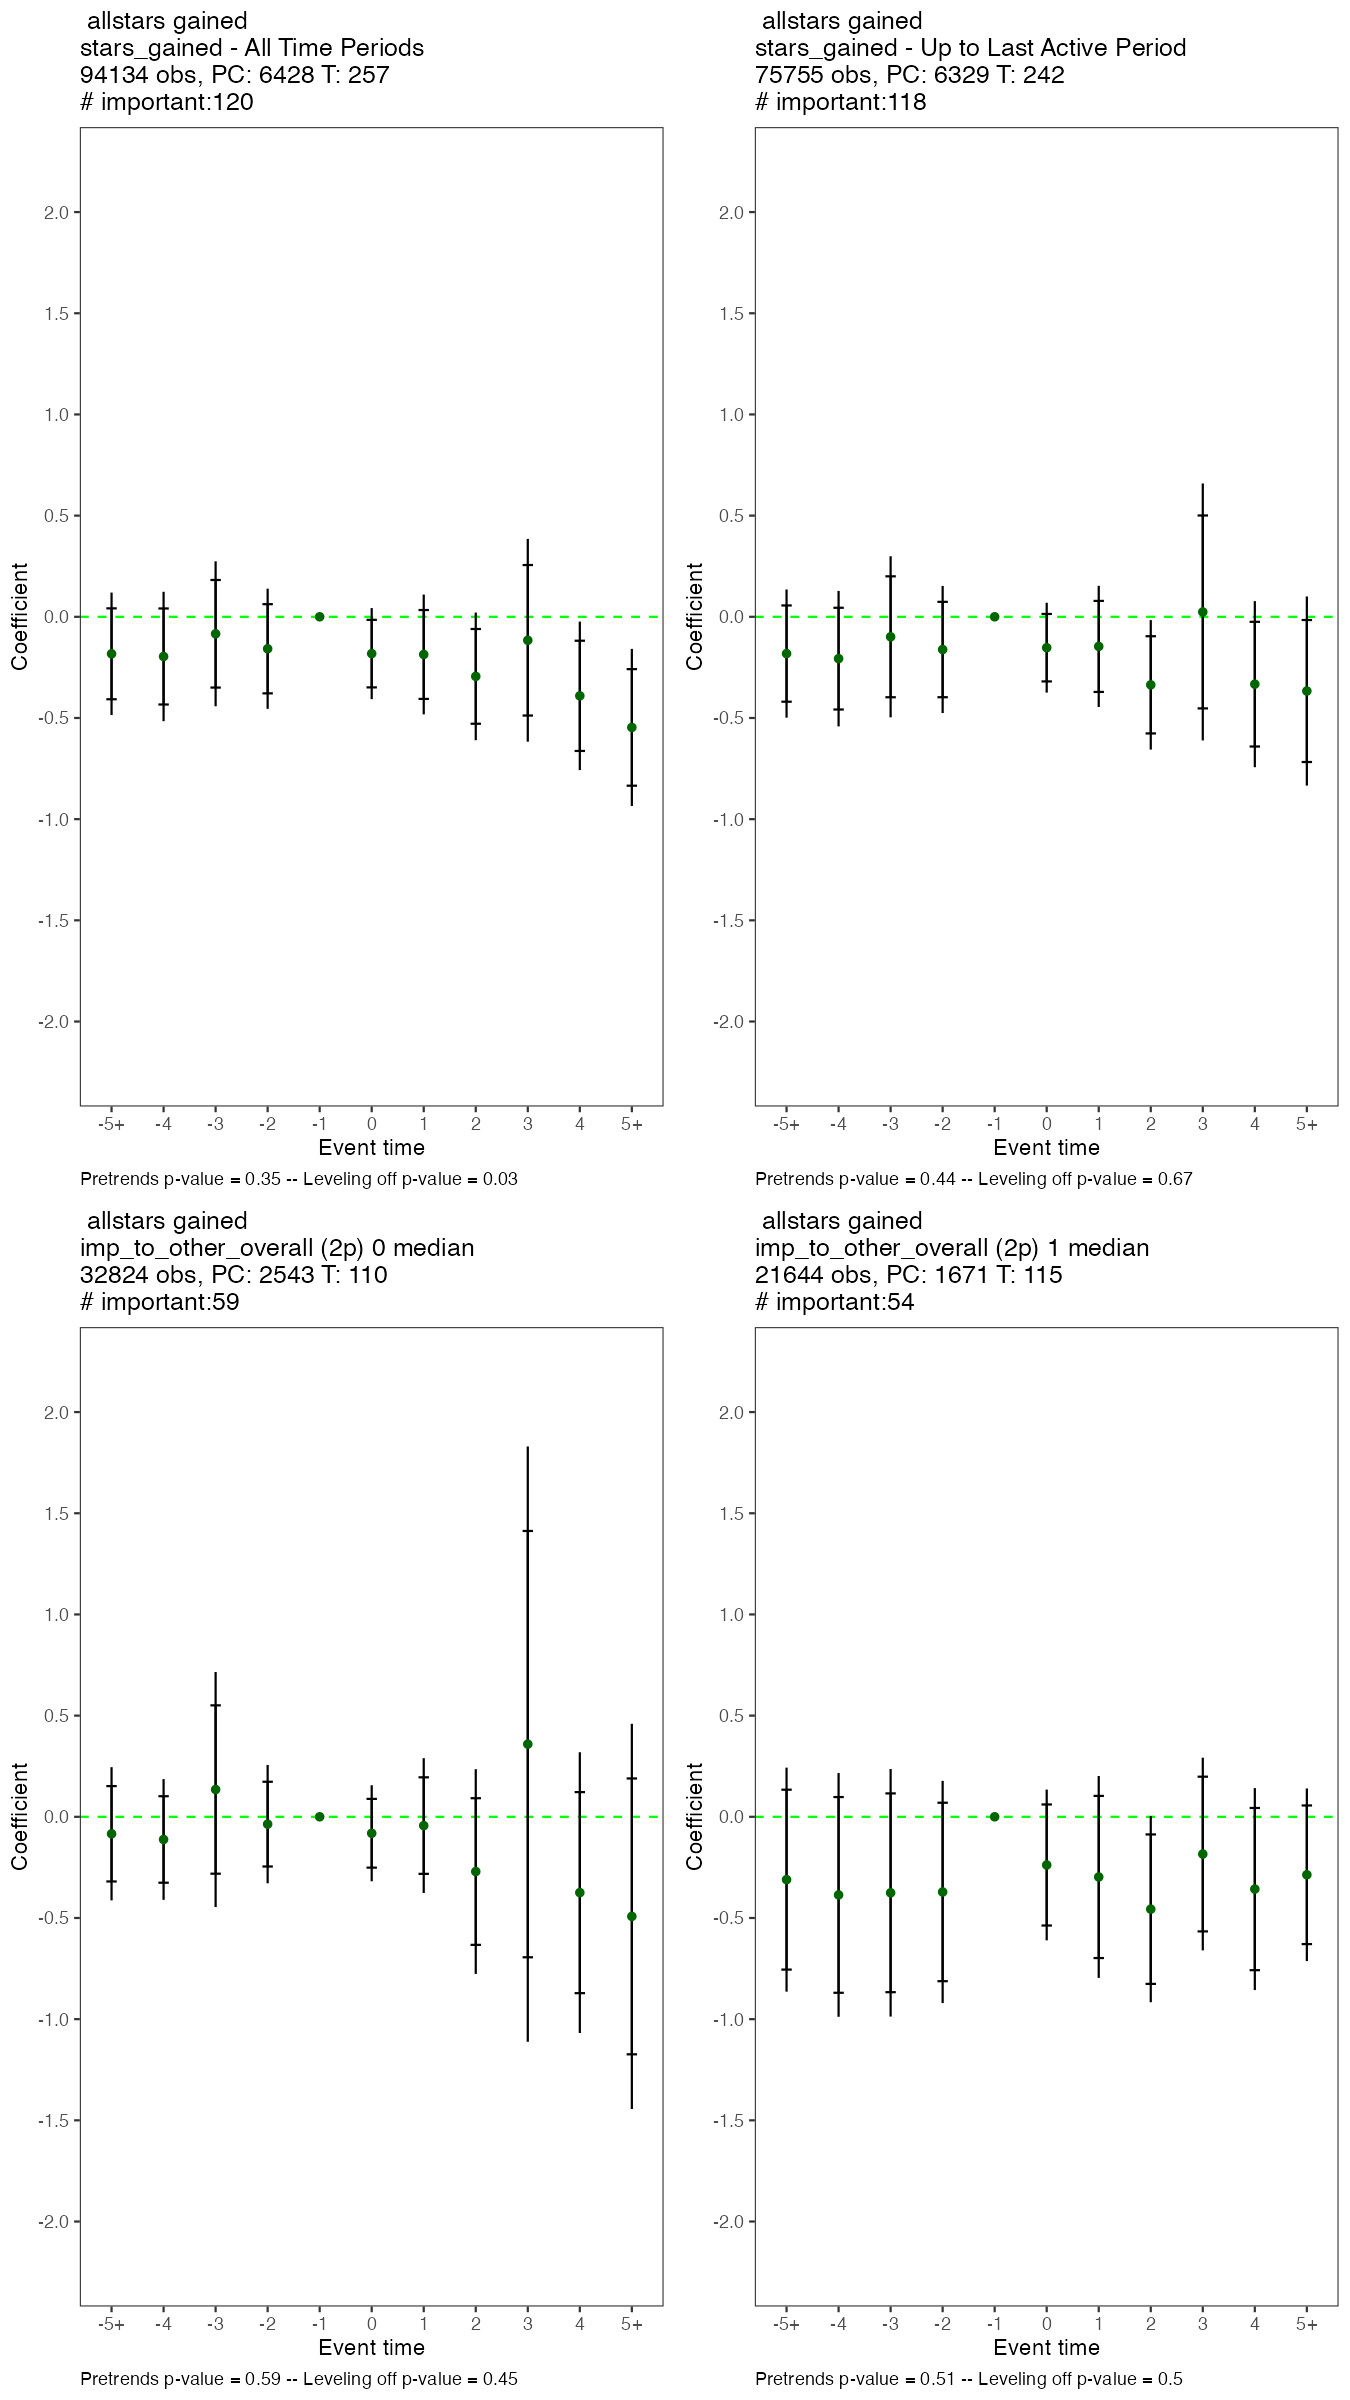 allstars gained
stars_gained - All Time Periods
94134 obs, PC: 6428 T: 257
# important:120
2.0
1.5
1.0
0.5
0.0
-0.5
-1.0
-1.5
-2.0
Coefficient
-5+ -4 -3 -2 -1 0 1 2 3 4 5+
Event time
Pretrends p-value = 0.35 -- Leveling off p-value = 0.03
allstars gained
stars_gained - Up to Last Active Period
75755 obs, PC: 6329 T: 242
# important:118
2.0
1.5
1.0
0.5
0.0
-0.5
-1.0
-1.5
-2.0
Coefficient
-5+ -4 -3 -2 -1 0 1 2 3 4 5+
Event time
Pretrends p-value = 0.44 -- Leveling off p-value = 0.67
allstars gained
imp_to_other_overall (2p) 0 median
32824 obs, PC: 2543 T: 110
# important:59
2.0
1.5
1.0
0.5
0.0
-0.5
-1.0
-1.5
-2.0
Coefficient
-5+ -4 -3 -2 -1 0 1 2 3 4 5+
Event time
Pretrends p-value = 0.59 -- Leveling off p-value = 0.45
allstars gained
imp_to_other_overall (2p) 1 median
21644 obs, PC: 1671 T: 115
# important:54
2.0
1.5
1.0
0.5
0.0
-0.5
-1.0
-1.5
-2.0
Coefficient
-5+ -4 -3 -2 -1 0 1 2 3 4 5+
Event time
Pretrends p-value = 0.51 -- Leveling off p-value = 0.5